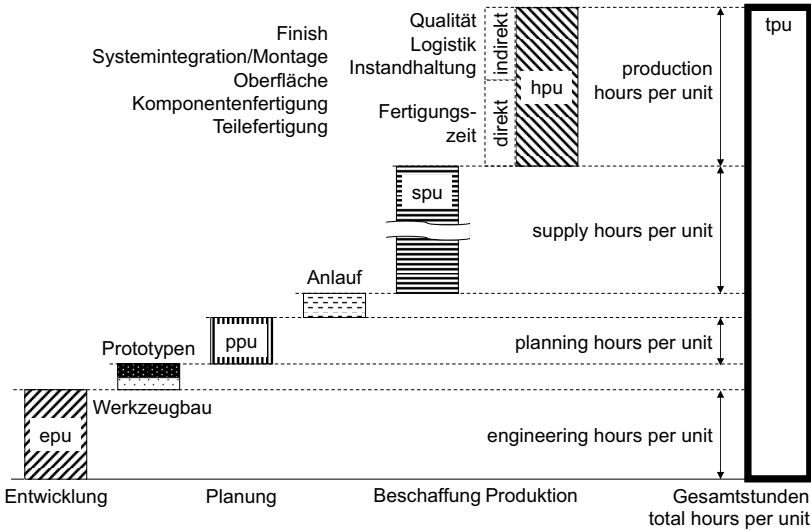 tpu
Finish
Systemintegration/Montage
Oberfläche
Komponentenfertigung
Teilefertigung
Qualität
Logistik
Instandhaltung
indirekt
Fertigungs-
zeit
direkt
hpu
production
hours per unit
spu
supply hours per unit
Anlauf
ppu
planning hours per unit
Prototypen
Werkzeugbau
epu
engineering hours per unit
Entwicklung
Planung
Beschaffung
Produktion
Gesamtstunden
total hours per unit